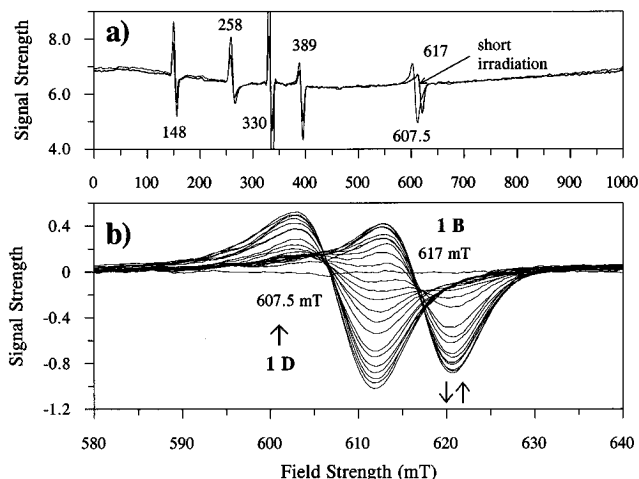 Signal Strength
a)
9.0
8.0
6.0
4.0
258
389
617
short
irradiation
148
330
607.5
0 100 200 300 400 500 600 700 800 900 1000
Signal Strength
b)
0.4
0
-0.4
-0.8
-1.2
1 B
617 mT
607.5 mT
↑
1 D
↓ ↑
580 590 600 610 620 630 640
Field Strength (mT)